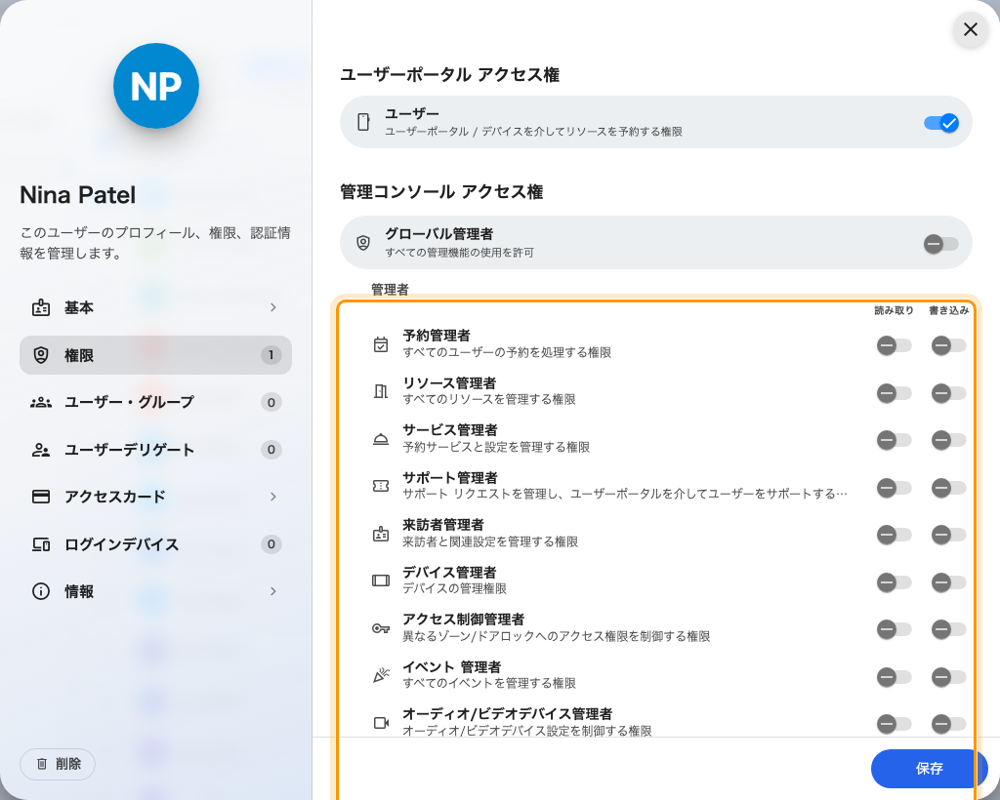 NP
Nina Patel
このユーザーのプロフィール、権限、認証情
報を管理します。
基本
権限 1
ユーザー・グループ 0
ユーザーデリゲート 0
アクセスカード
ログインデバイス 0
情報
削除
ユーザーポータル アクセス権
ユーザー
ユーザーポータル / デバイスを介してリソースを予約する権限
管理コンソール アクセス権
グローバル管理者
すべての管理機能の使用を許可
管理者
読み取り 書き込み
予約管理者
すべてのユーザーの予約を処理する権限
リソース管理者
すべてのリソースを管理する権限
サービス管理者
予約サービスと設定を管理する権限
サポート管理者
サポート リクエストを管理し、ユーザーポータルを介してユーザーをサポートする…
来訪者管理者
来訪者と関連設定を管理する権限
デバイス管理者
デバイスの管理権限
アクセス制御管理者
異なるゾーン/ドアロックへのアクセス権限を制御する権限
イベント 管理者
すべてのイベントを管理する権限
オーディオ/ビデオデバイス管理者
オーディオ/ビデオデバイス設定を制御する権限
保存